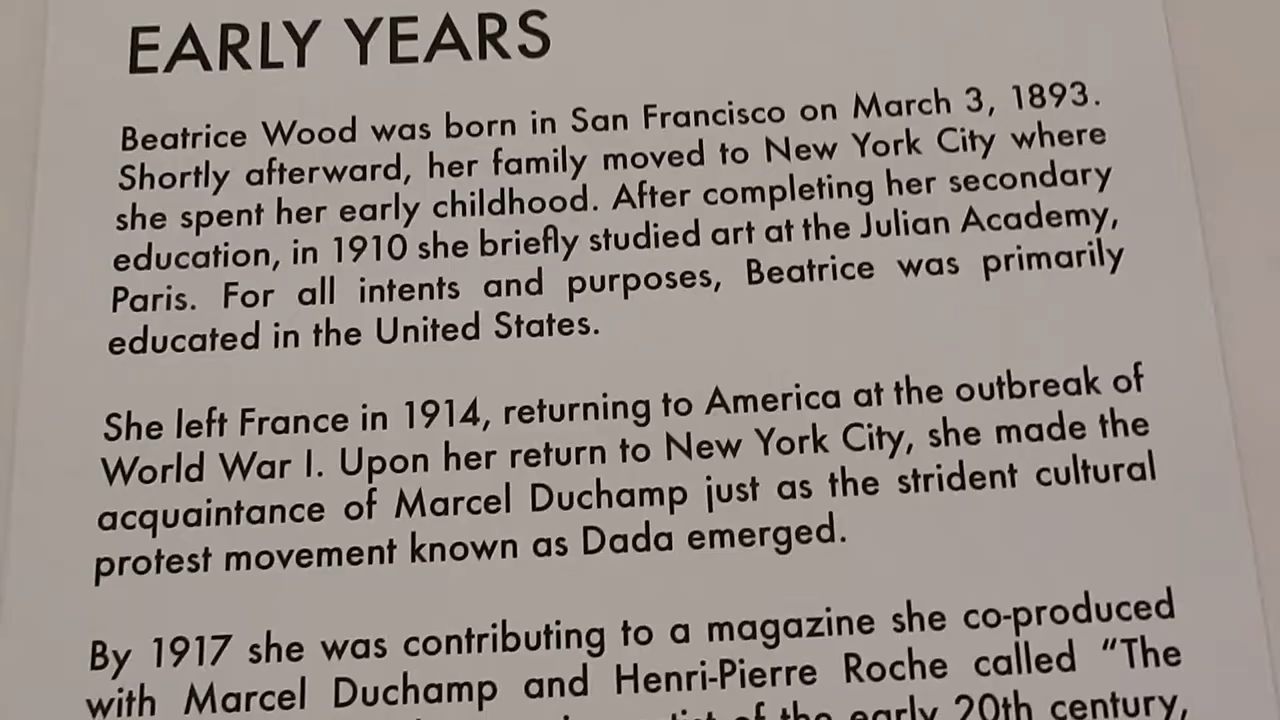 EARLY YEARS
Beatrice Wood was born in San Francisco on March 3, 1893.
Shortly afterward, her family moved to New York City where
she spent her early childhood. After completing her secondary
education, in 1910 she briefly studied art at the Julian Academy,
Paris. For all intents and purposes, Beatrice was primarily
educated in the United States.
She left France in 1914, returning to America at the outbreak of
World War I. Upon her return to New York City, she made the
acquaintance of Marcel Duchamp just as the strident cultural
protest movement known as Dada emerged.
By 1917 she was contributing to a magazine she co-produced
with Marcel Duchamp and Henri-Pierre Roche called “The
of the early 20th century,